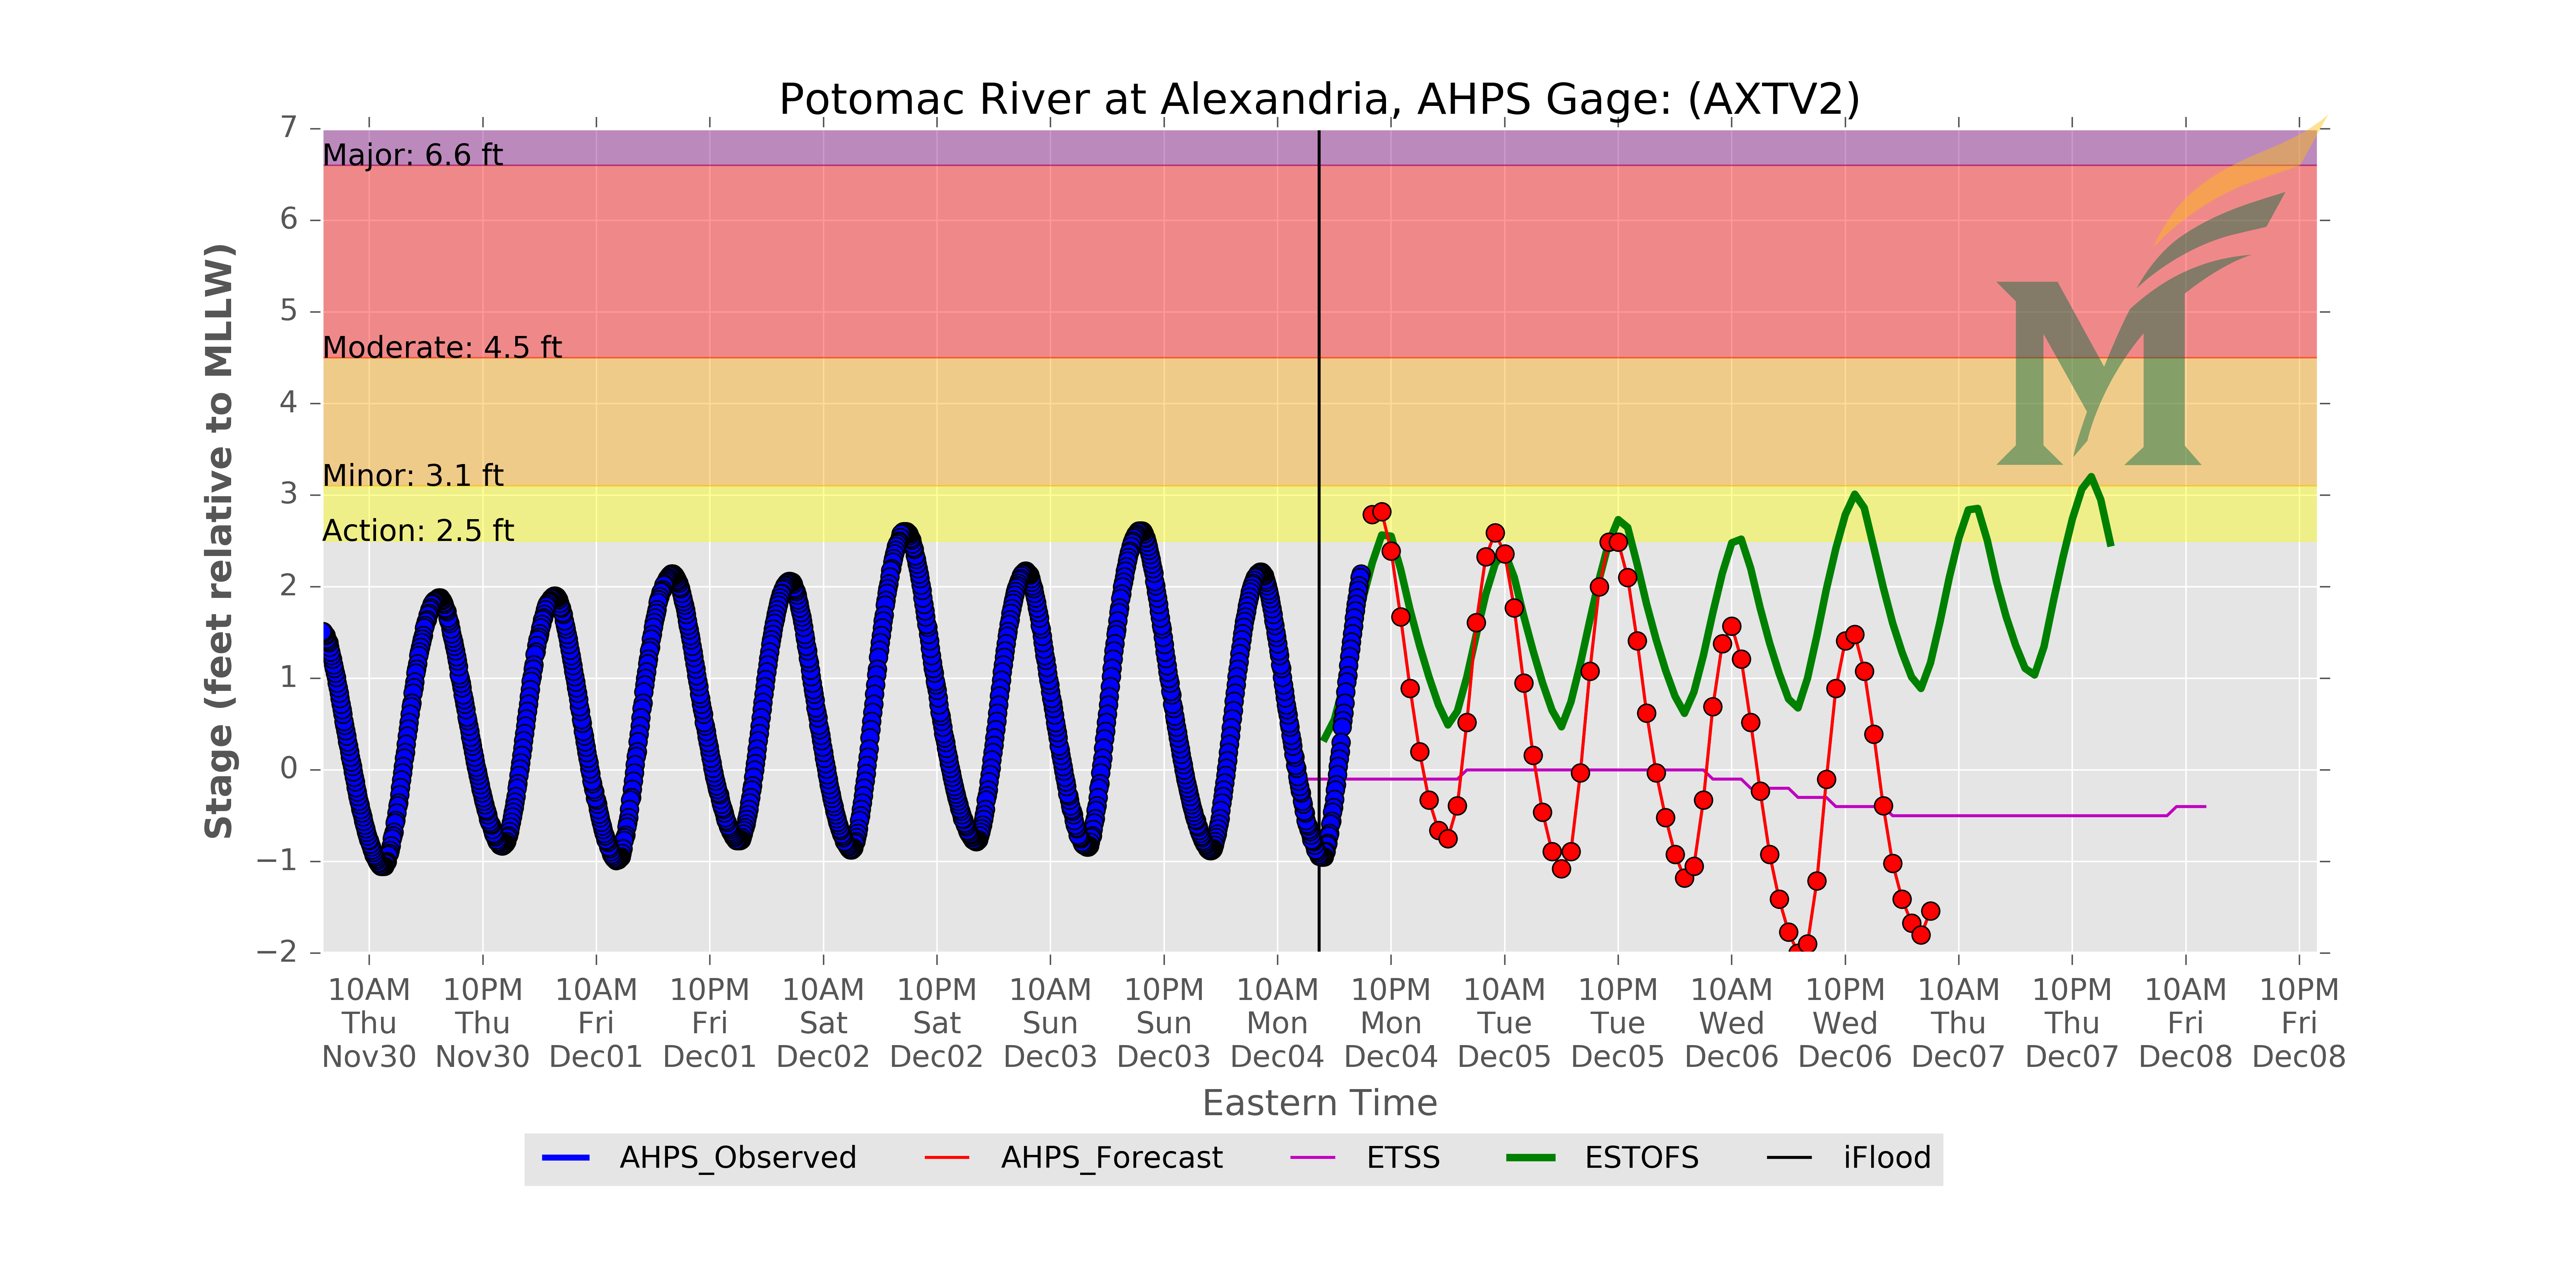 Potomac River at Alexandria, AHPS Gage: (AXTV2)
7
Major: 6.6 ft
6
5
Moderate: 4.5 ft
4
Minor: 3.1 ft
3
Action: 2.5 ft
2
1
0
−1
−2
Stage (feet relative to MLLW)
10AM 10PM 10AM 10PM 10AM 10PM 10AM 10PM 10AM 10PM 10AM 10PM 10AM 10PM 10AM 10PM 10AM 10PM
Thu Thu Fri Fri Sat Sat Sun Sun Mon Mon Tue Tue Wed Wed Thu Thu Fri Fri
Nov30 Nov30 Dec01 Dec01 Dec02 Dec02 Dec03 Dec03 Dec04 Dec04 Dec05 Dec05 Dec06 Dec06 Dec07 Dec07 Dec08 Dec08
Eastern Time
AHPS_Observed AHPS_Forecast ETSS ESTOFS iFlood